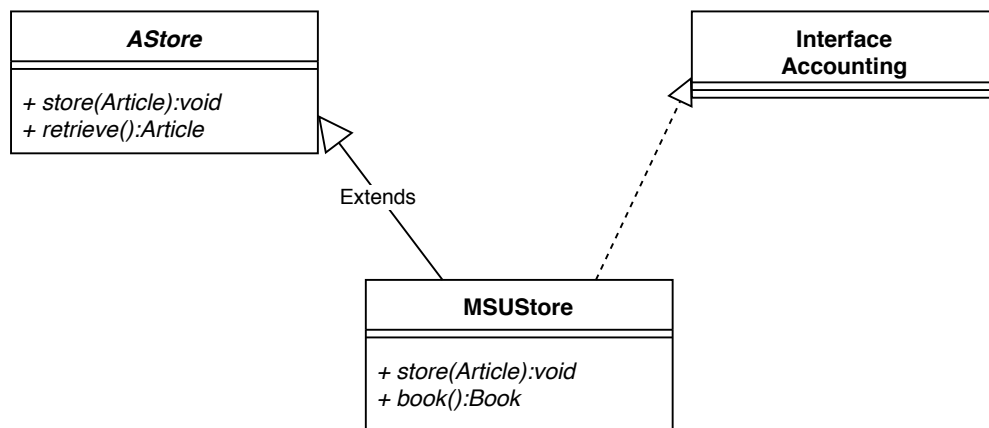 AStore
+ store(Article):void
+ retrieve():Article
Interface
Accounting
Extends
MSUStore
+ store(Article):void
+ book():Book